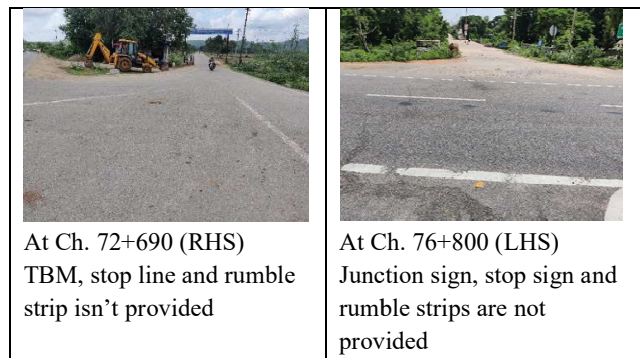 At Ch. 72+690 (RHS)
TBM, stop line and rumble
strip isn’t provided
At Ch. 76+800 (LHS)
Junction sign, stop sign and
rumble strips are not
provided